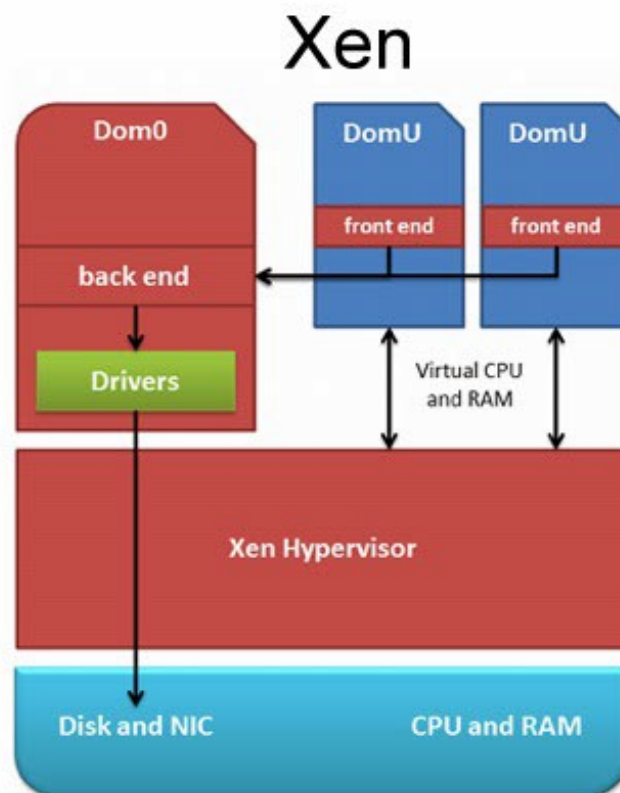 Xen
Dom0
DomU
DomU
front end
front end
back end
Drivers
Virtual CPU
and RAM
Xen Hypervisor
Disk and NIC
CPU and RAM